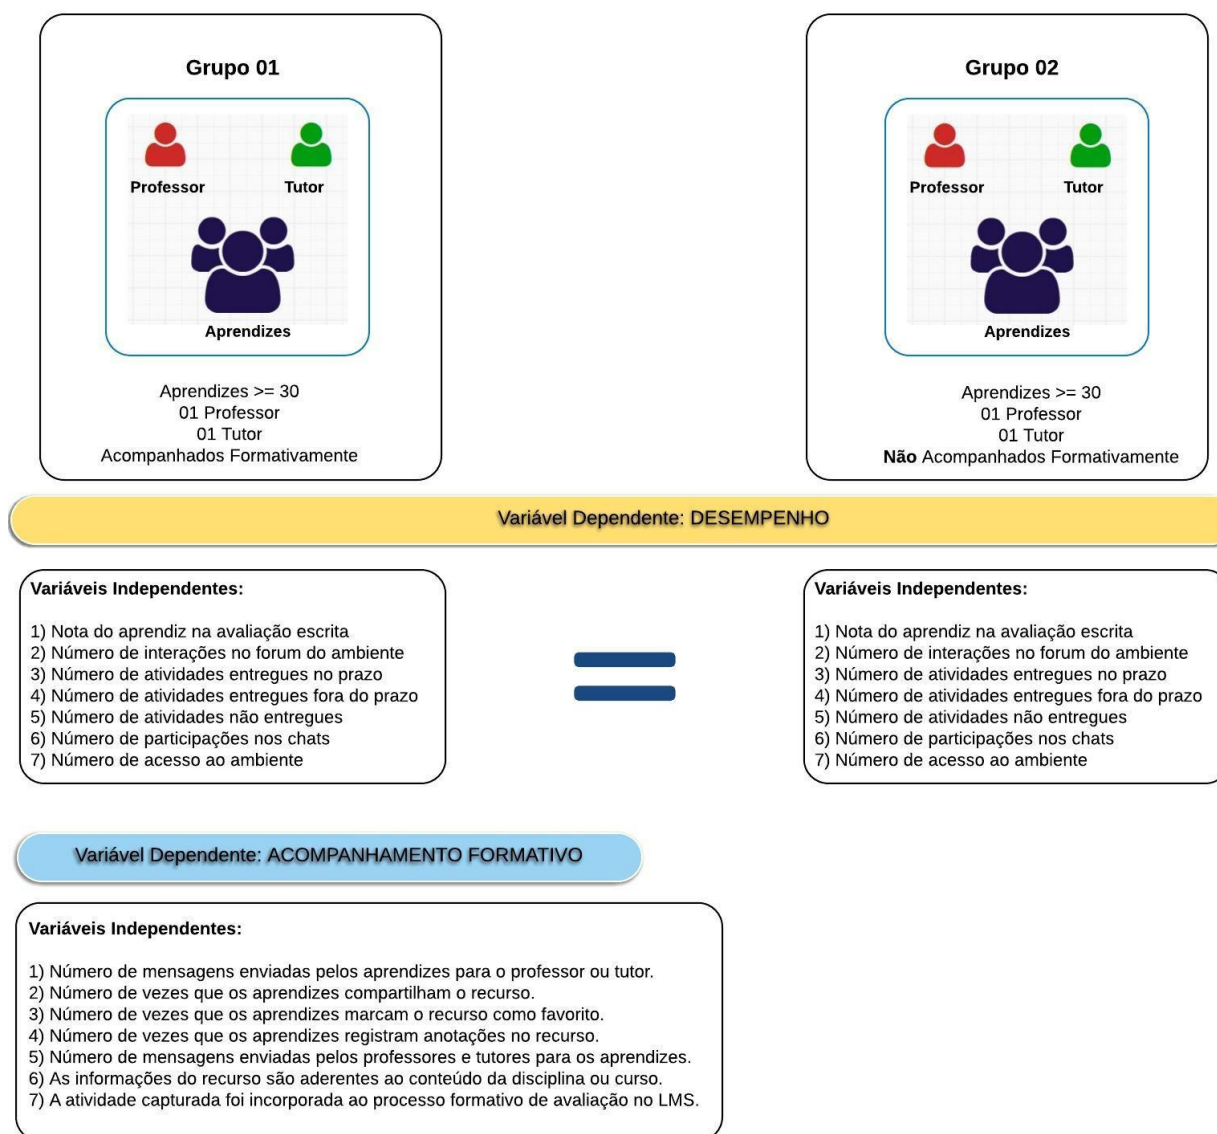 Grupo 01
Professor
Tutor
Aprendizes
Aprendizes >= 30
01 Professor
01 Tutor
Acompanhados Formativamente
Grupo 02
Professor
Tutor
Aprendizes
Aprendizes >= 30
01 Professor
01 Tutor
Não Acompanhados Formativamente
Variável Dependente: DESEMPENHO
Variáveis Independentes:
1) Nota do aprendiz na avaliação escrita
2) Número de interações no forum do ambiente
3) Número de atividades entregues no prazo
4) Número de atividades entregues fora do prazo
5) Número de atividades não entregues
6) Número de participações nos chats
7) Número de acesso ao ambiente
Variáveis Independentes:
1) Nota do aprendiz na avaliação escrita
2) Número de interações no forum do ambiente
3) Número de atividades entregues no prazo
4) Número de atividades entregues fora do prazo
5) Número de atividades não entregues
6) Número de participações nos chats
7) Número de acesso ao ambiente
Variável Dependente: ACOMPANHAMENTO FORMATIVO
Variáveis Independentes:
1) Número de mensagens enviadas pelos aprendizes para o professor ou tutor.
2) Número de vezes que os aprendizes compartilham o recurso.
3) Número de vezes que os aprendizes marcam o recurso como favorito.
4) Número de vezes que os aprendizes registram anotações no recurso.
5) Número de mensagens enviadas pelos professores e tutores para os aprendizes.
6) As informações do recurso são aderentes ao conteúdo da disciplina ou curso.
7) A atividade capturada foi incorporada ao processo formativo de avaliação no LMS.